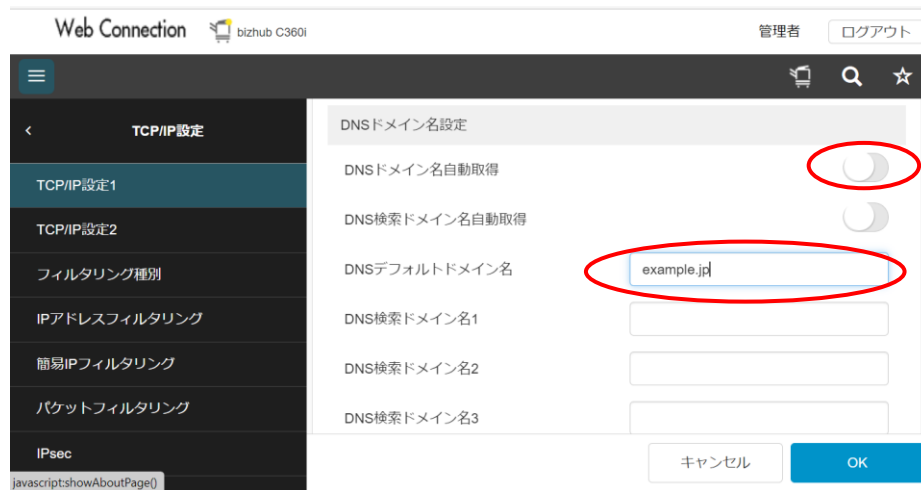 Web Connection bizhub C360i 管理者 ログアウト
TCP/IP設定
TCP/IP設定1
TCP/IP設定2
フィルタリング種別
IPアドレスフィルタリング
簡易IPフィルタリング
パケットフィルタリング
IPsec
javascript:showAboutPage()
DNSドメイン名設定
DNSドメイン名自動取得
DNS検索ドメイン名自動取得
DNSデフォルトドメイン名 example.jp
DNS検索ドメイン名1
DNS検索ドメイン名2
DNS検索ドメイン名3
キャンセル OK